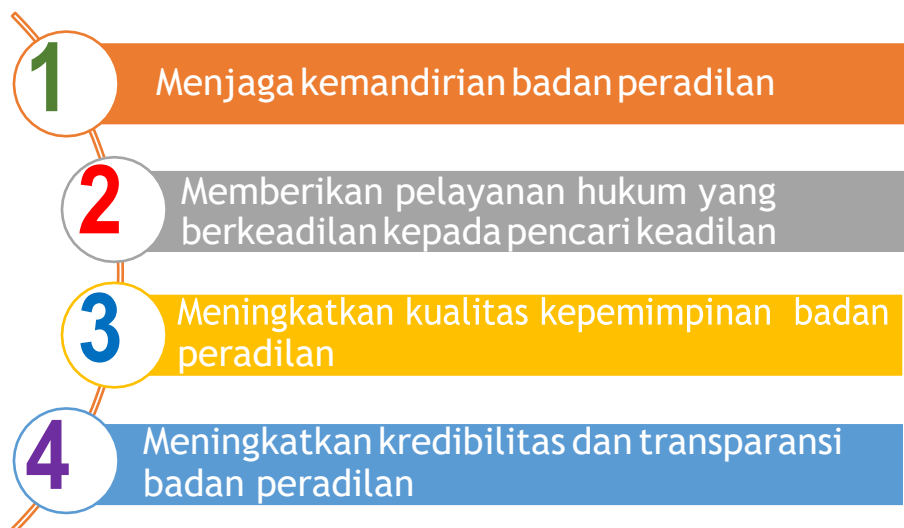 1
Menjaga kemandirian badan peradilan
2
Memberikan pelayanan hukum yang
berkeadilan kepada pencari keadilan
3
Meningkatkan kualitas kepemimpinan badan
peradilan
4
Meningkatkan kredibilitas dan transparansi
badan peradilan